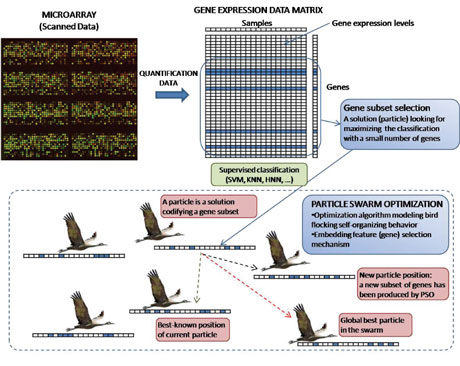 MICROARRAY
(Scanned Data)
GENE EXPRESSION DATA MATRIX
Samples
Gene expression levels
QUANTIFICATION
DATA
Genes
Gene subset selection
A solution (particle) looking for
maximizing the classification
with a small number of genes
Supervised classification
(SVM, KNN, HNN, ...)
A particle is a solution
codifying a gene subset
PARTICLE SWARM OPTIMIZATION
•Optimization algorithm modeling bird
flocking self-organizing behavior
•Embedding feature (gene) selection
mechanism
New particle position:
a new subset of genes has
been produced by PSO
Best-known position
of current particle
Global best particle
in the swarm